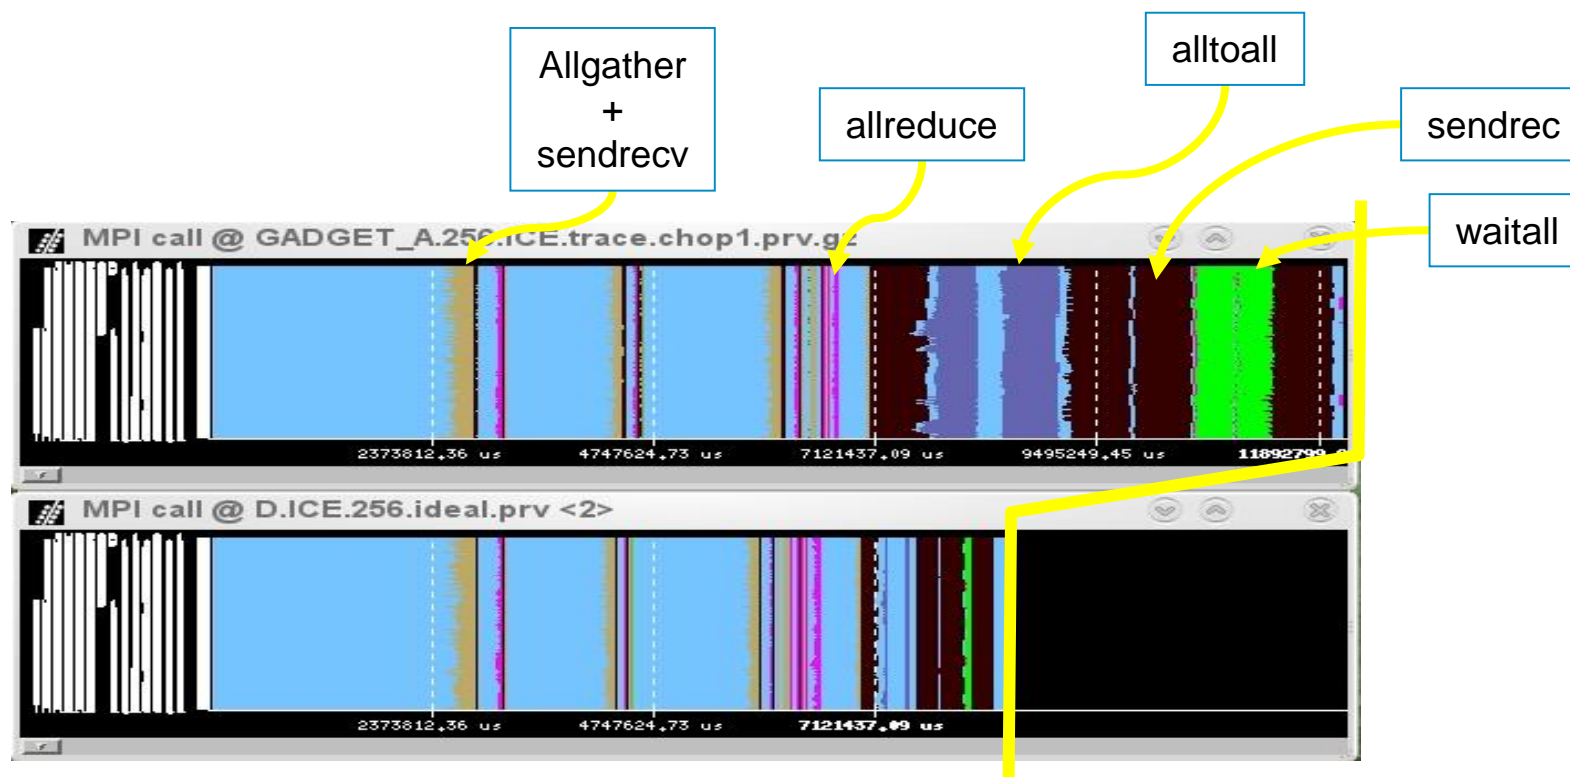 Allgather
+
sendrecv
allreduce
alltoall
sendrec
waitall
MPI call @ GADGET_A.256.ICE.trace.chop1.prv.gz
2373812.36 us 4747624.73 us 7121437.09 us 9495249.45 us 11892799.
MPI call @ D.ICE.256.ideal.prv <2>
2373812.36 us 4747624.73 us 7121437.09 us